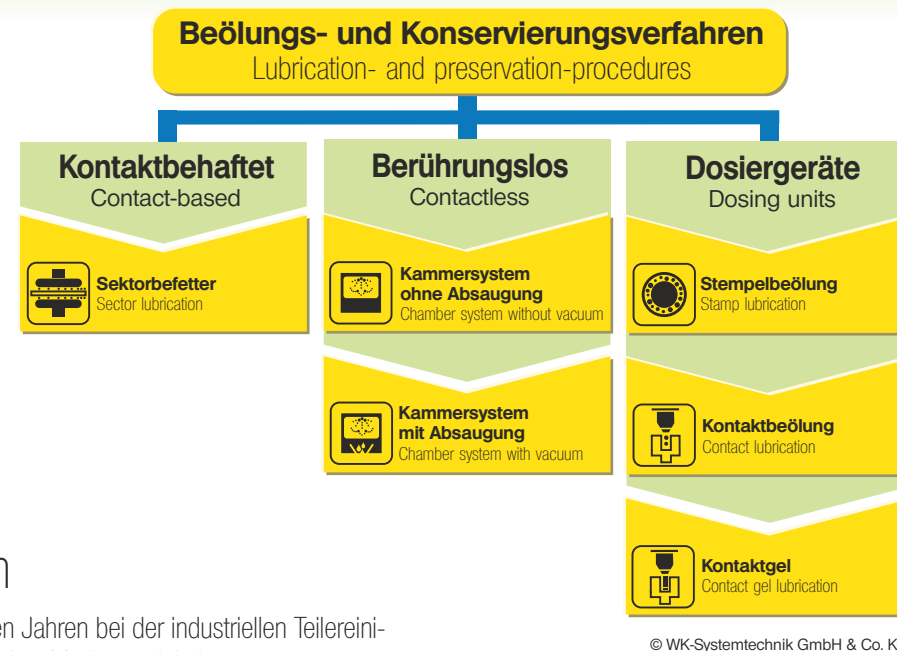 Beölungs- und Konservierungsverfahren
Lubrication- and preservation-procedures
Kontaktbehaftet
Contact-based
Sektorbefetter
Sector lubrication
Berührungslos
Contactless
Kammersystem
ohne Absaugung
Chamber system without vacuum
Kammersystem
mit Absaugung
Chamber system with vacuum
Dosiergeräte
Dosing units
Stempelbeölung
Stamp lubrication
Kontaktbeölung
Contact lubrication
Kontaktgel
Contact gel lubrication
en Jahren bei der industriellen Teilereini-
© WK-Systemtechnik GmbH & Co. K